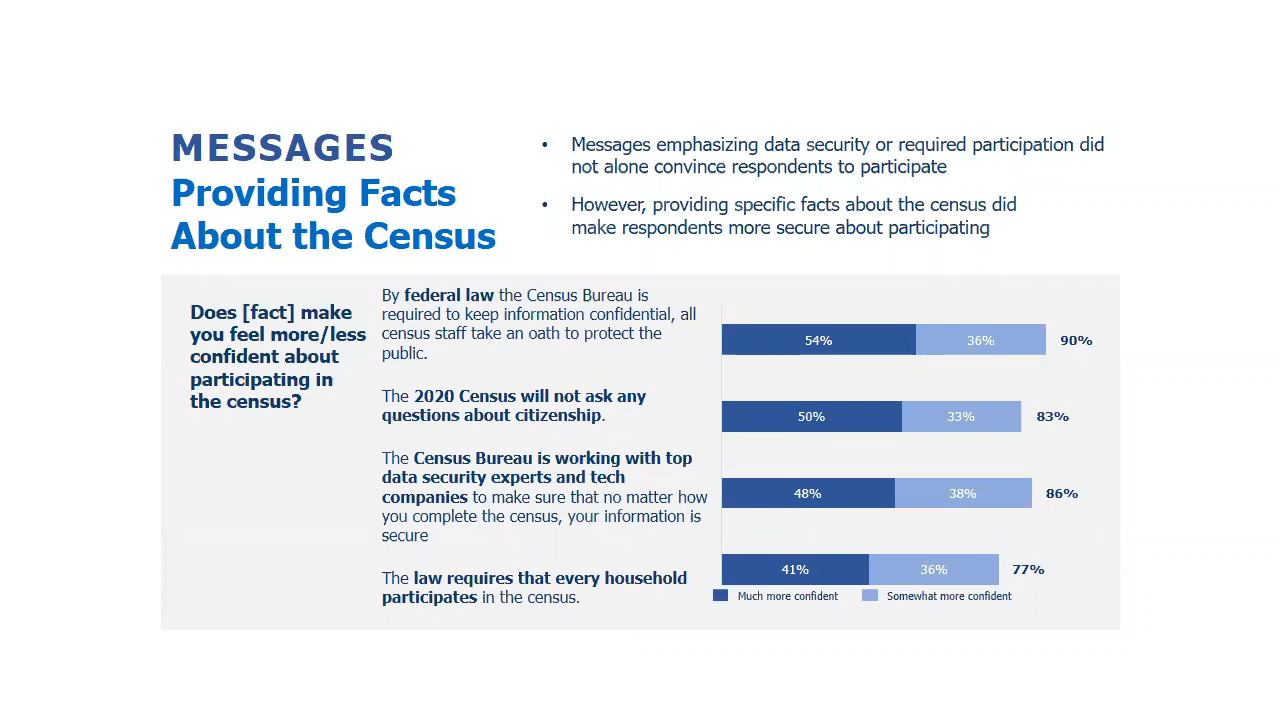 MESSAGES
Providing Facts
About the Census
• Messages emphasizing data security or required participation did
not alone convince respondents to participate
• However, providing specific facts about the census did
make respondents more secure about participating
Does [fact] make
you feel more/less
confident about
participating in
the census?
By federal law the Census Bureau is
required to keep information confidential, all
census staff take an oath to protect the
public.
54% 36% 90%
The 2020 Census will not ask any
questions about citizenship.
50% 33% 83%
The Census Bureau is working with top
data security experts and tech
companies to make sure that no matter how
you complete the census, your information is
secure
48% 38% 86%
The law requires that every household
participates in the census.
41% 36% 77%
Much more confident Somewhat more confident